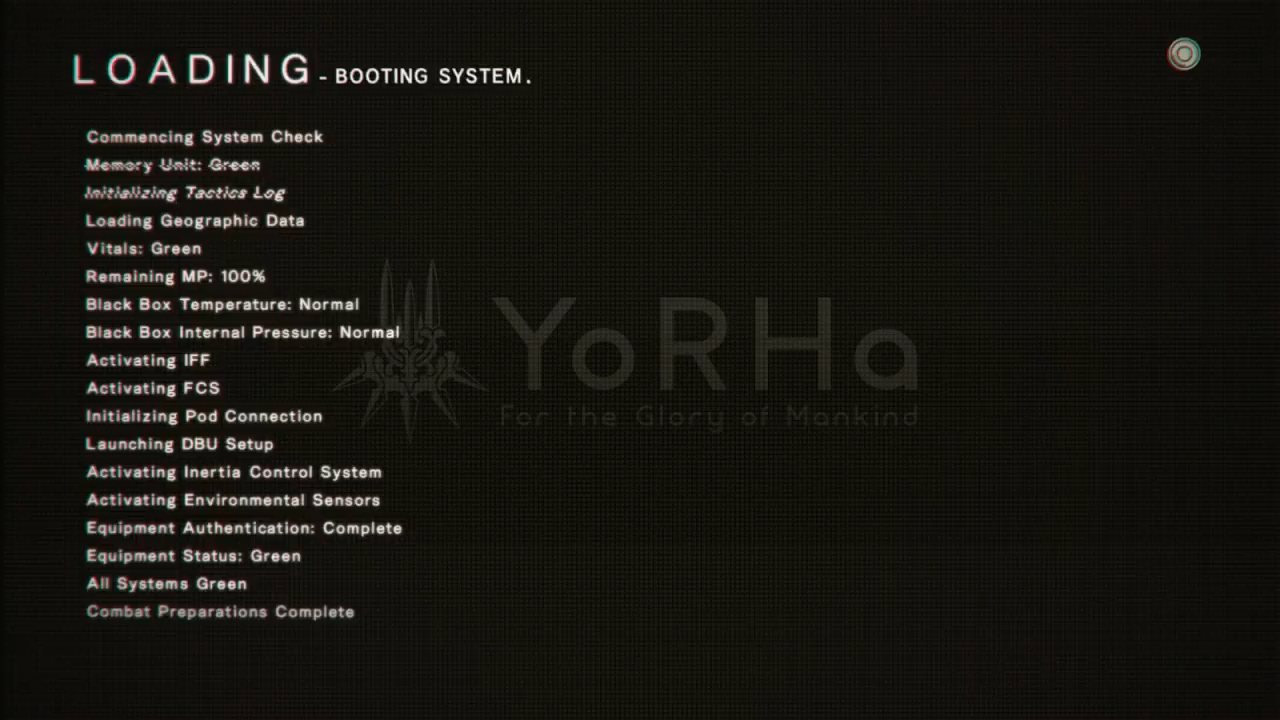 LOADING - BOOTING SYSTEM.
Commencing System Check
Memory Unit: Green
Initializing Tactics Log
Loading Geographic Data
Vitals: Green
Remaining MP: 100%
Black Box Temperature: Normal
Black Box Internal Pressure: Normal
Activating IFF
Activating FCS
Initializing Pod Connection
Launching DBU Setup
Activating Inertia Control System
Activating Environmental Sensors
Equipment Authentication: Complete
Equipment Status: Green
All Systems Green
Combat Preparations Complete
YoRHa
For the Glory of Mankind